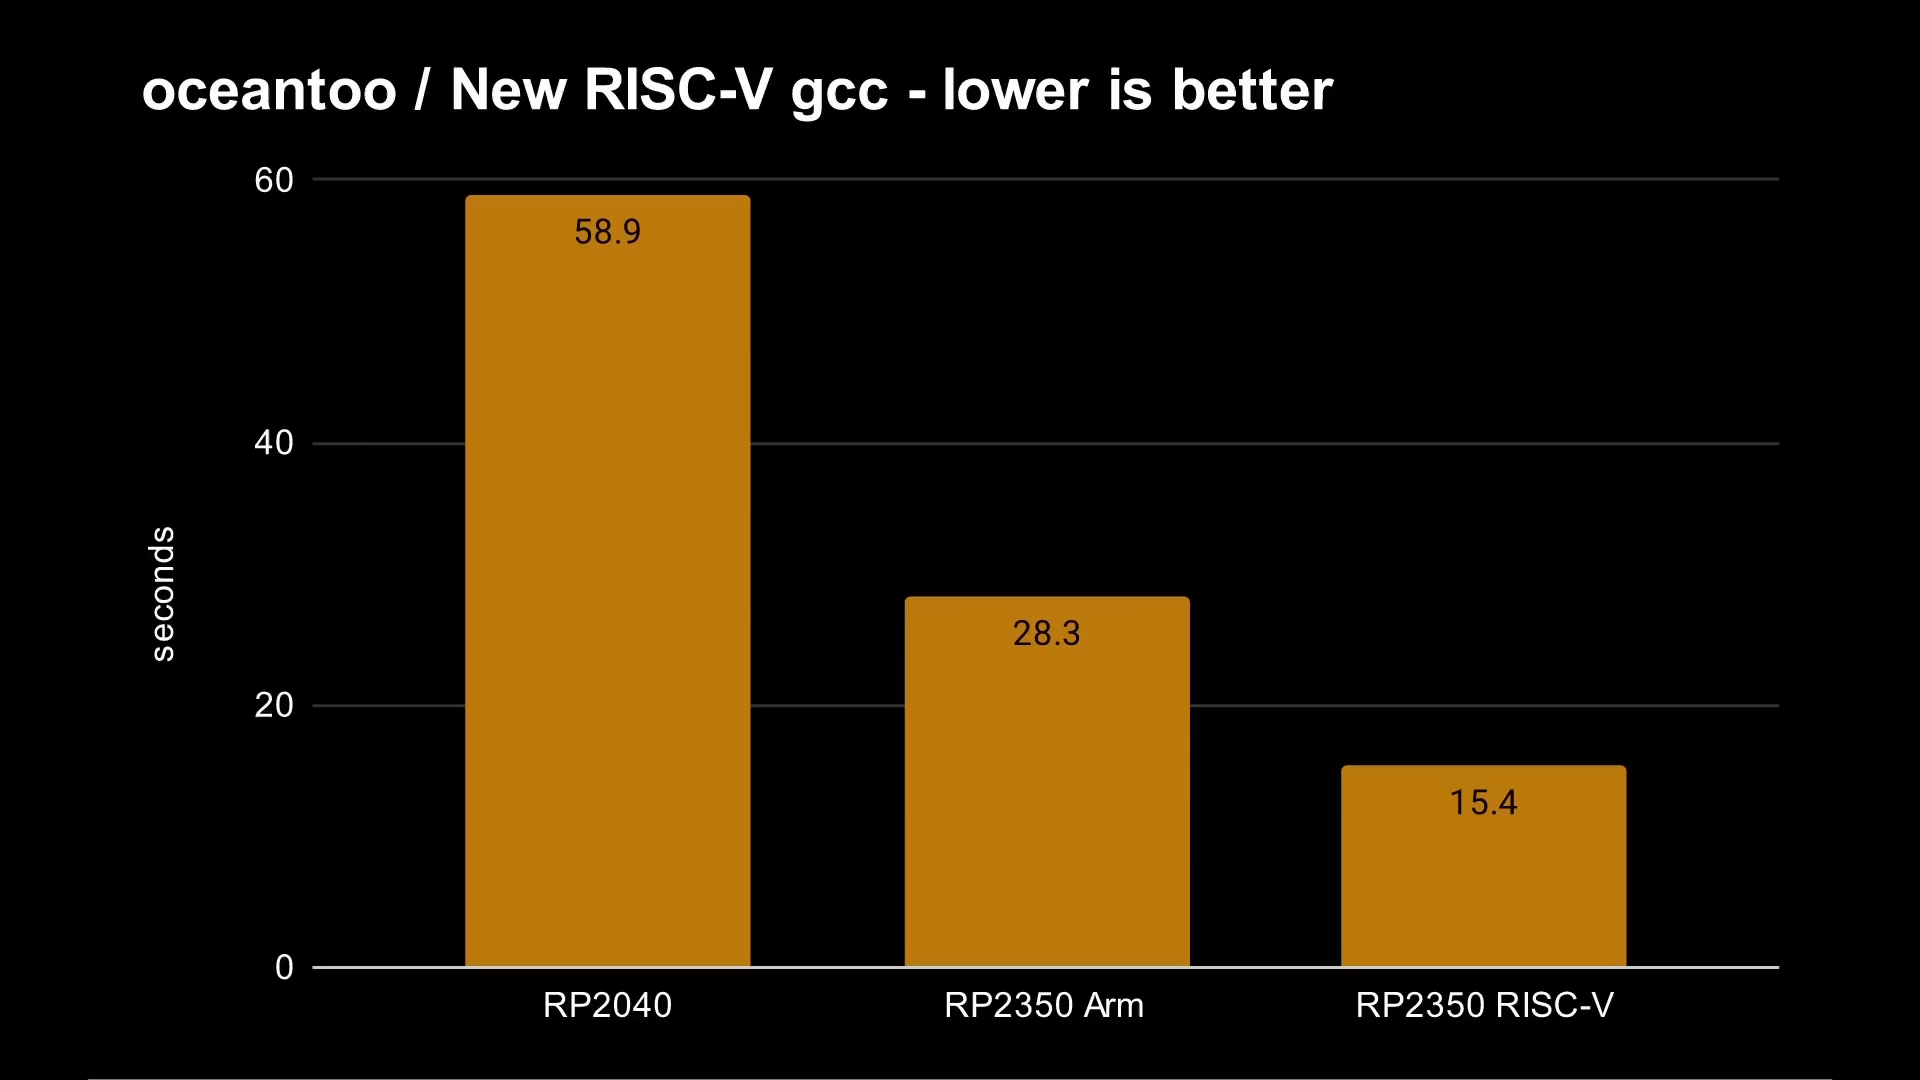 oceantoo / New RISC-V gcc - lower is better
60
58.9
40
28.3
seconds
20
15.4
0
RP2040
RP2350 Arm
RP2350 RISC-V